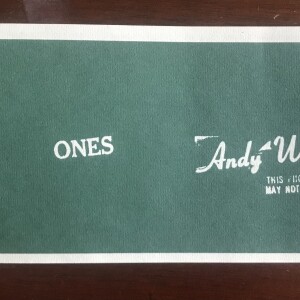 ONES
Andy W
THIS
MAY NOT